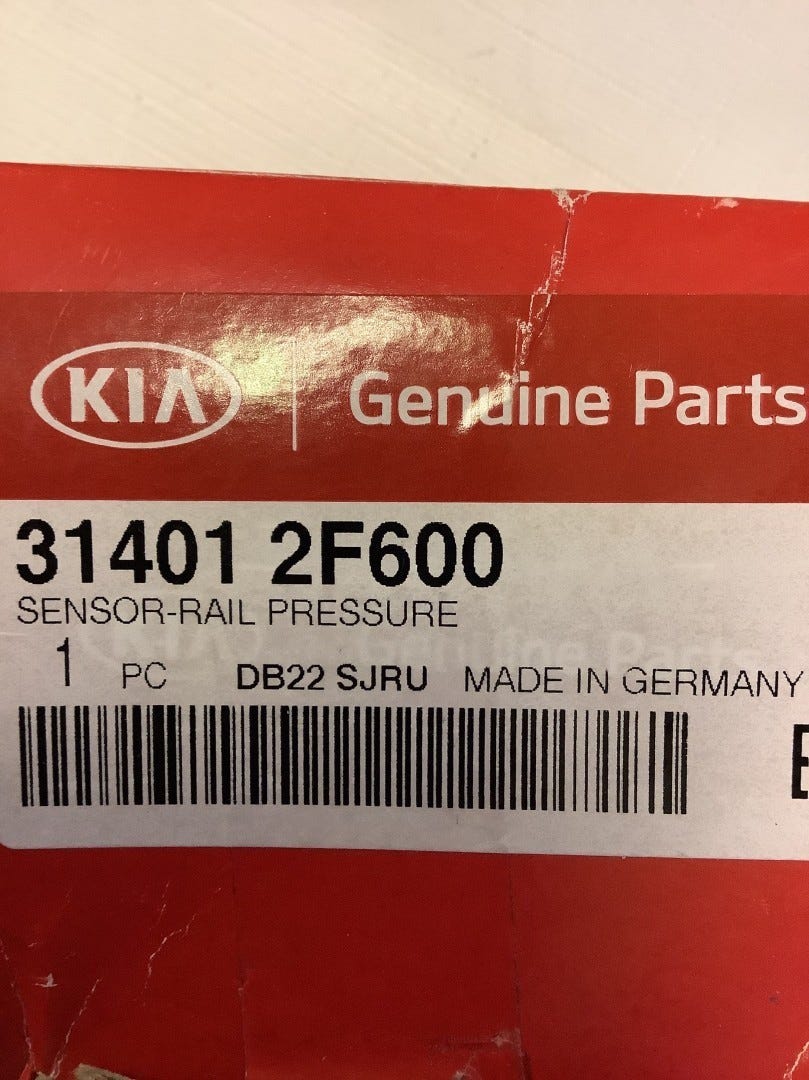 KIA Genuine Parts
31401 2F600
SENSOR-RAIL PRESSURE
1 PC DB22 SJRU MADE IN GERMANY